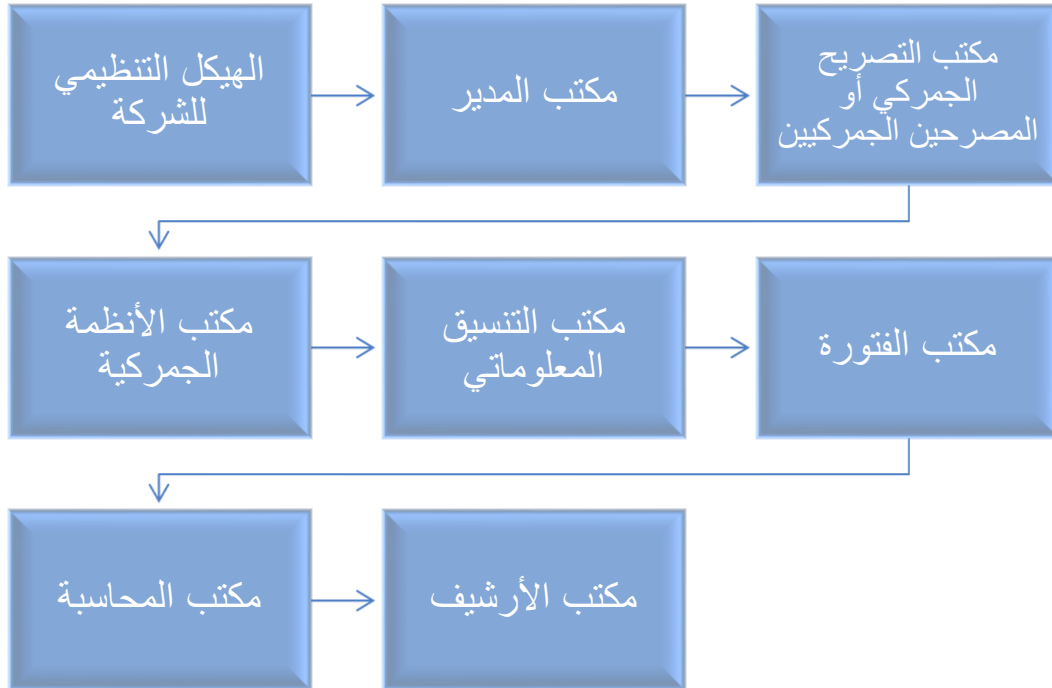 الهيكل التنظيمي
للشركة
مكتب المدير
مكتب التصريح
الجمركي أو
المصرحين الجمركيين
مكتب الأنظمة
الجمركية
مكتب التنسيق
المعلوماتي
مكتب الفتورة
مكتب المحاسبة
مكتب الأرشيف